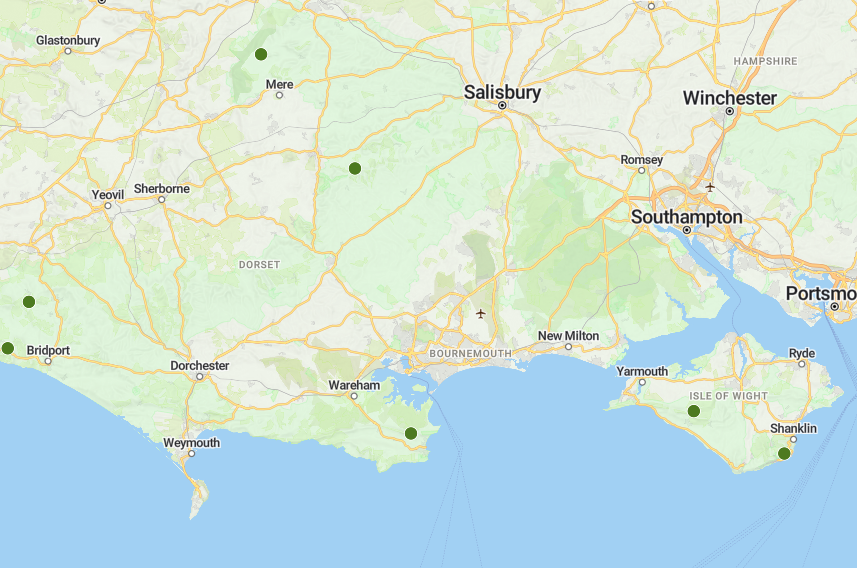 Glastonbury
HAMPSHIRE
Mere
Salisbury
Winchester
Romsey
Yeovil
Sherborne
Southampton
DORSET
Portsmo
New Milton
Bridport
BOURNEMOUTH
Ryde
Dorchester
Yarmouth
Wareham
ISLE OF WIGHT
Shanklin
Weymouth